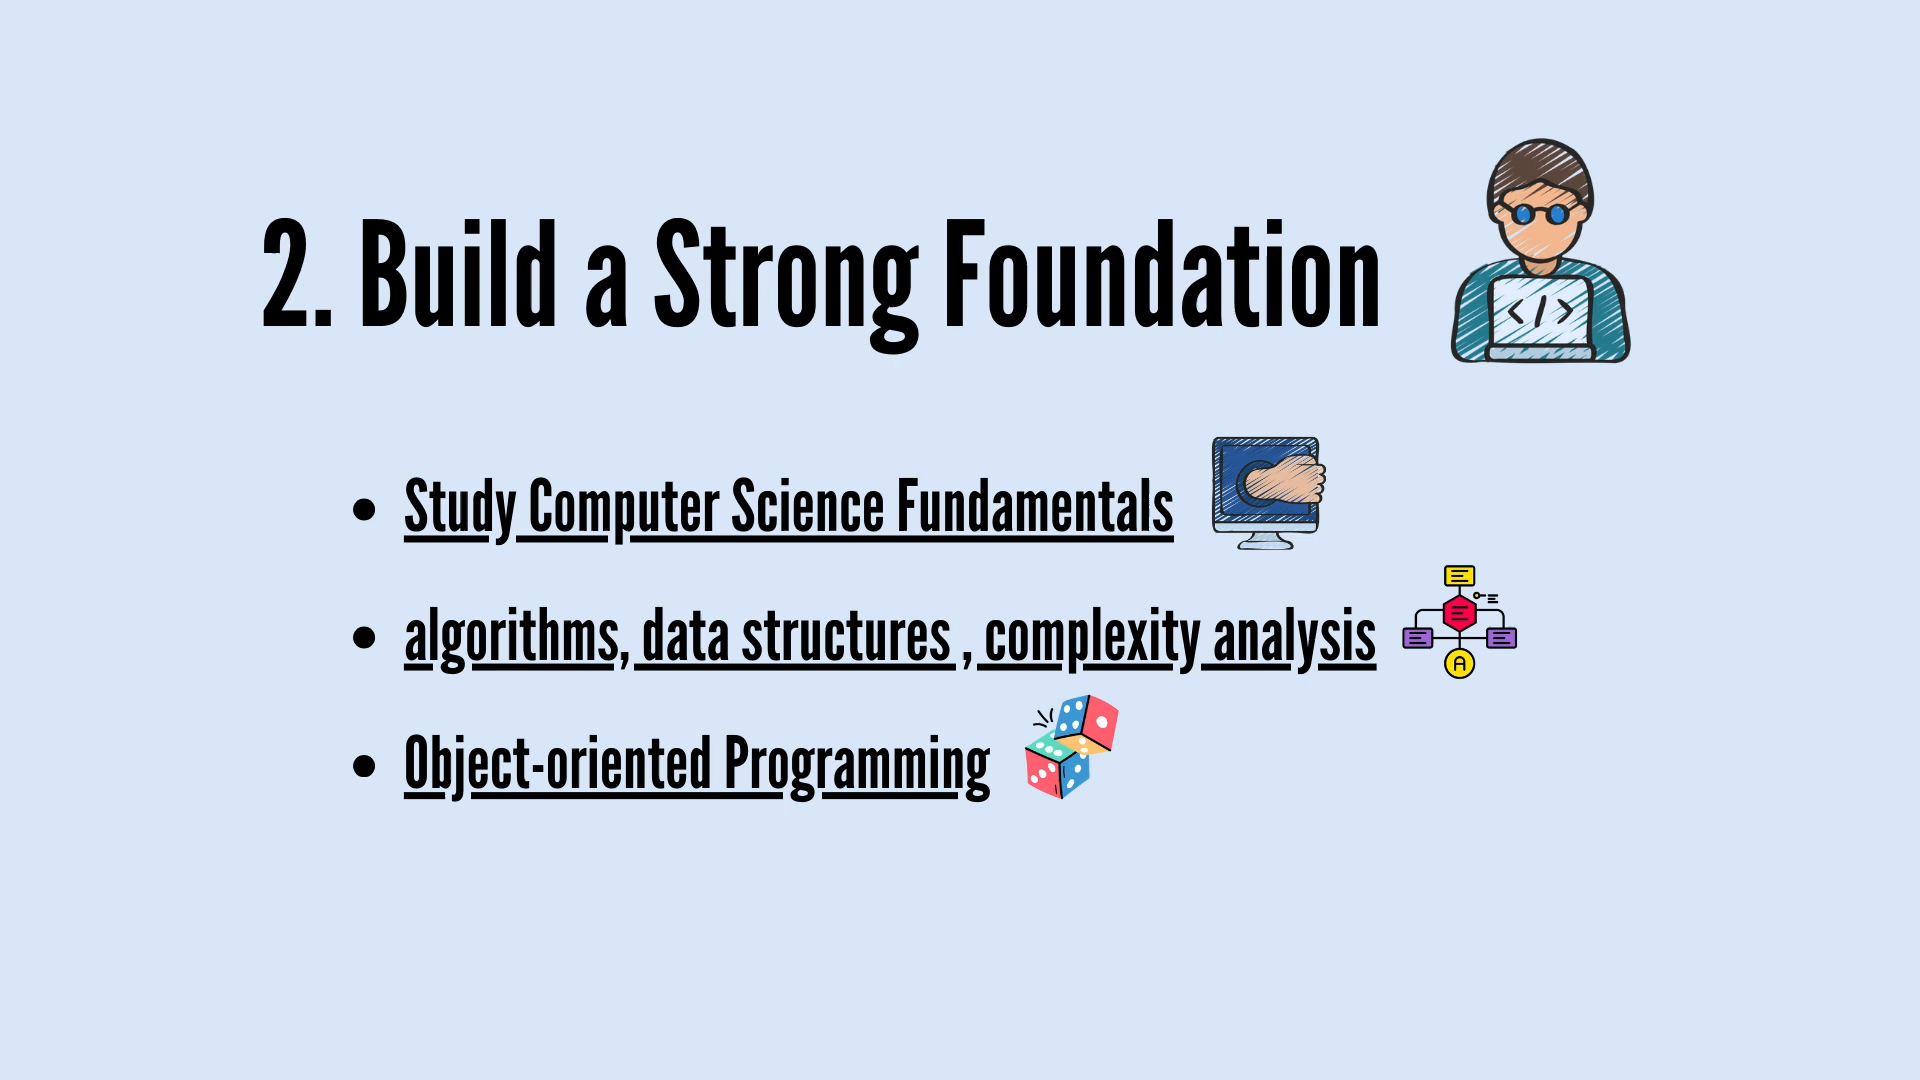 2. Build a Strong Foundation
</>
• Study Computer Science Fundamentals
• algorithms, data structures , complexity analysis
A
• Object-oriented Programming